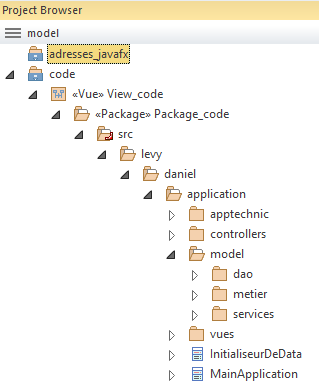 Project Browser
model
adresses_javafx
code
«Vue» View_code
«Package» Package_code
src
levy
daniel
application
apptechnic
controllers
model
dao
metier
services
vues
InitialiseurDeData
MainApplication